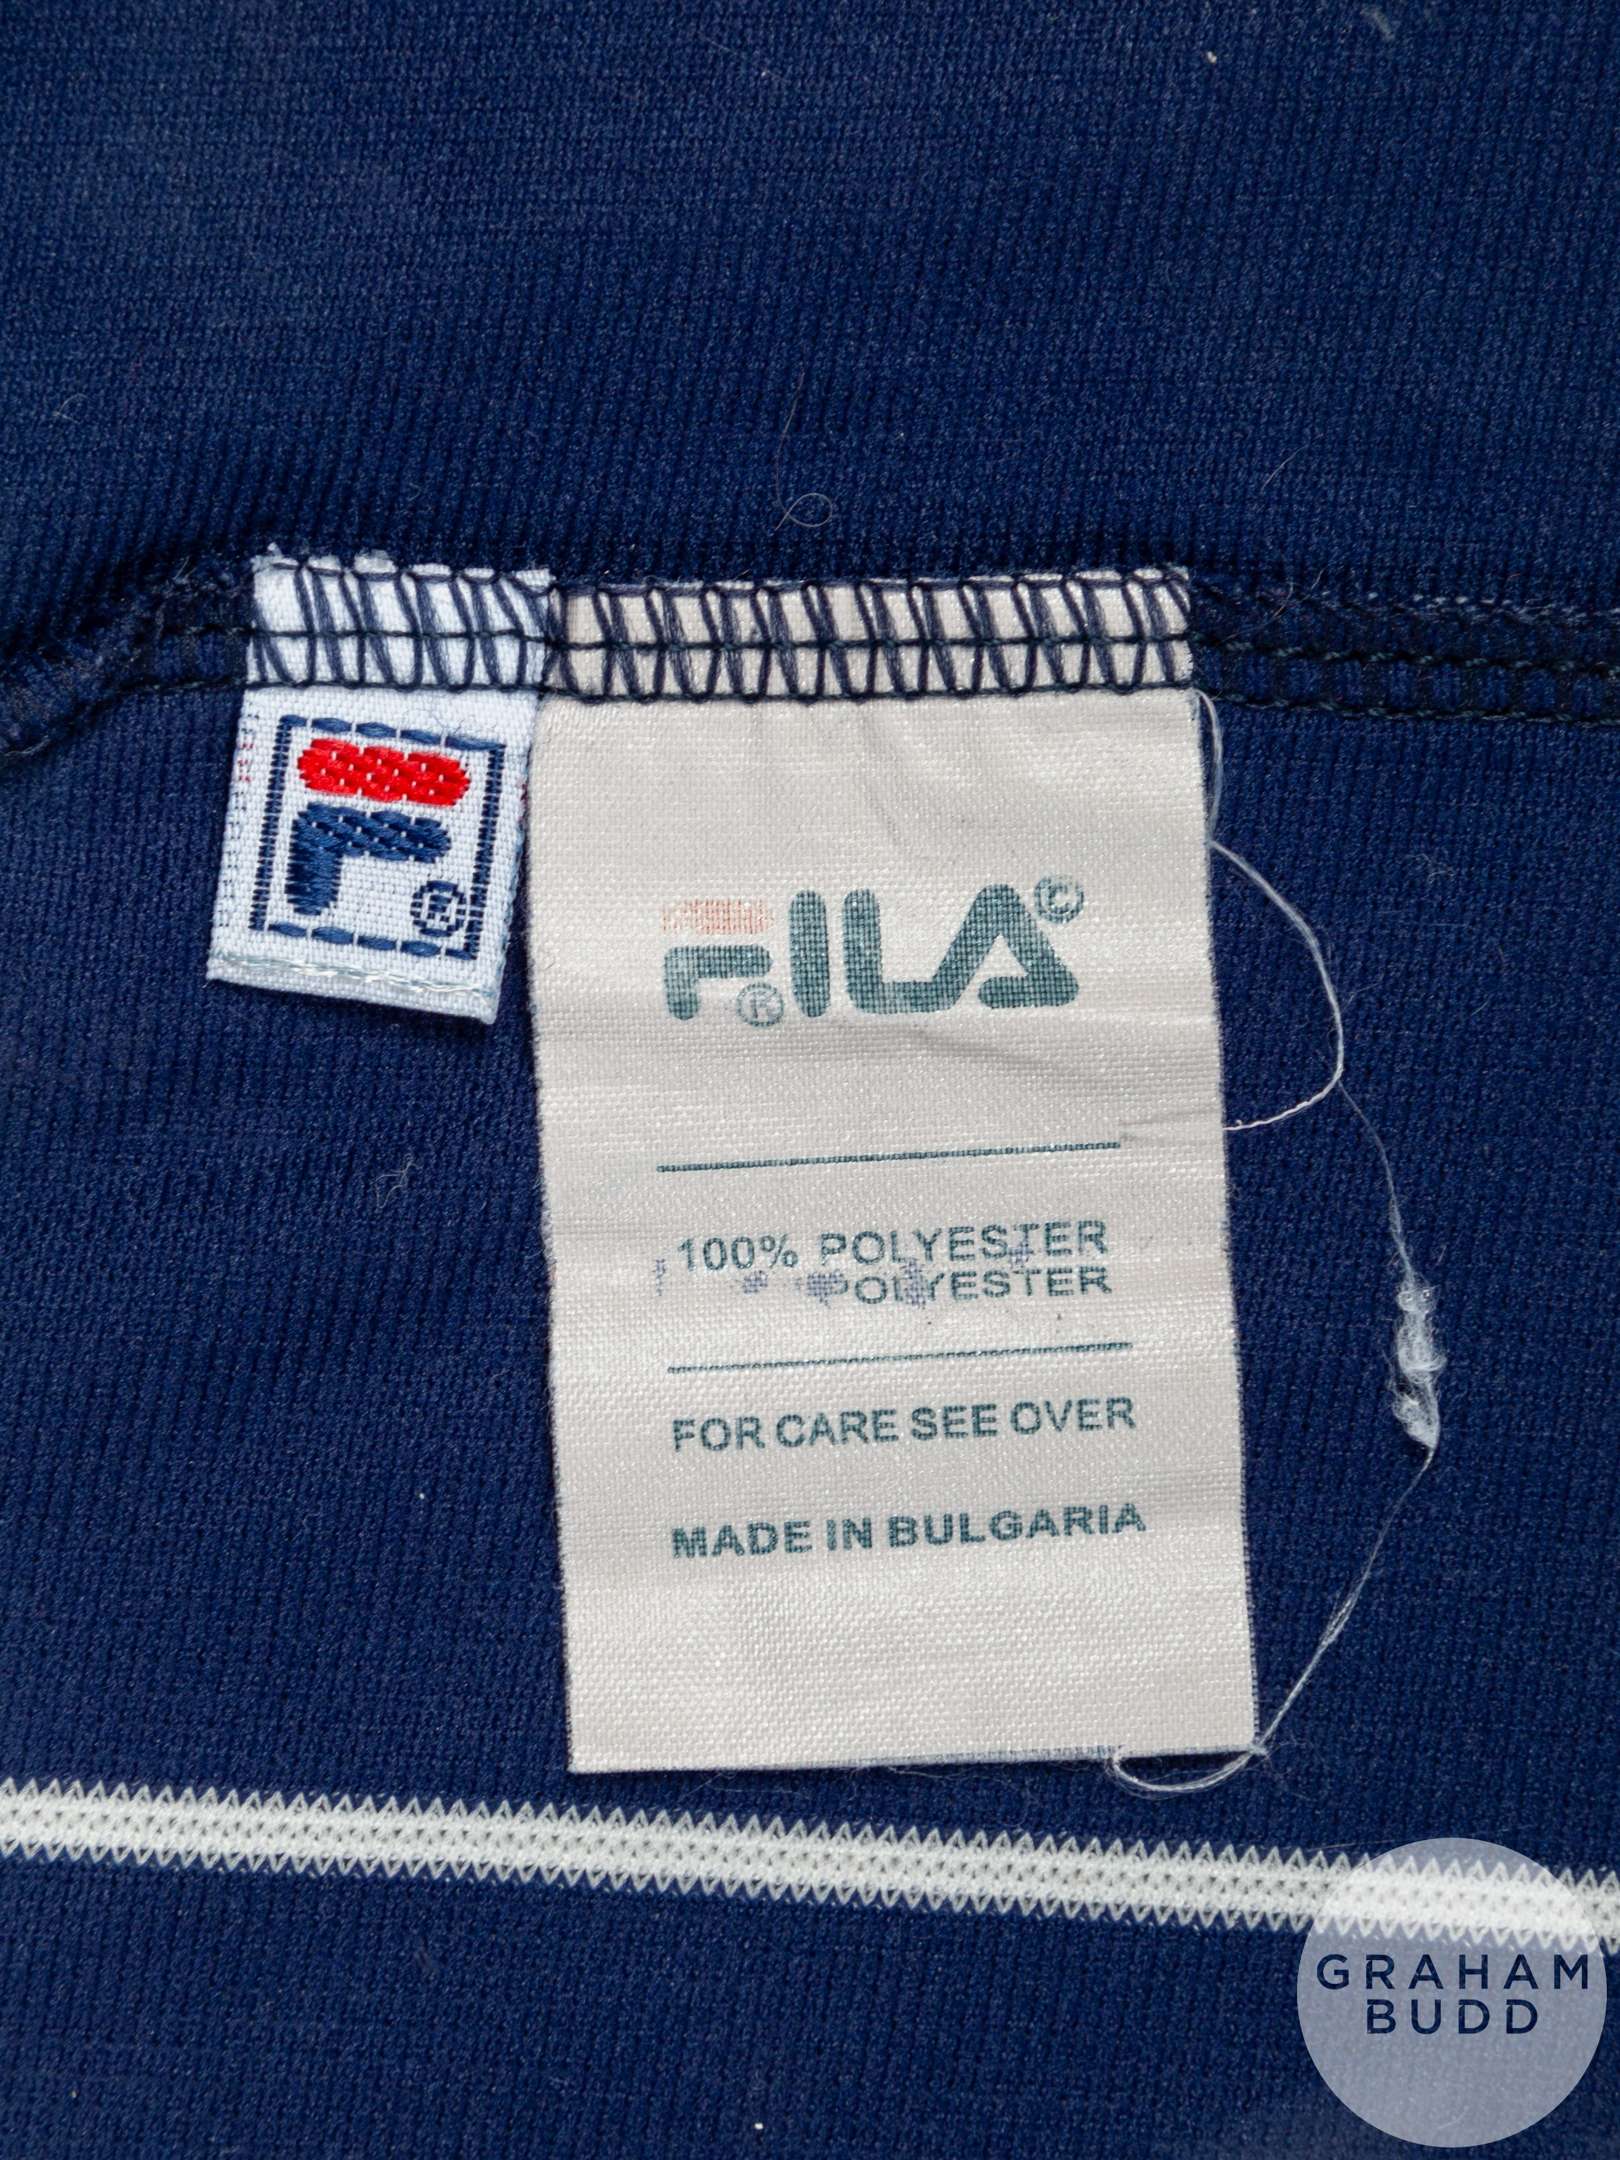 F®
FILA©
®
100% POLYESTER
POLYESTER
FOR CARE SEE OVER
MADE IN BULGARIA
GRAHAM
BUDD